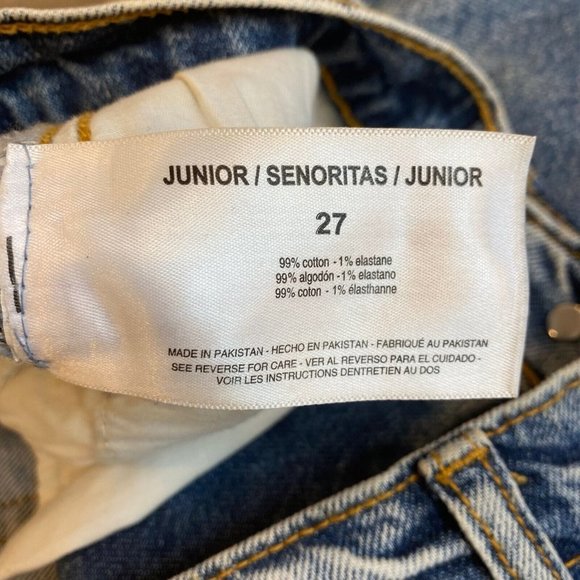 JUNIOR / SENORITAS / JUNIOR
27
99% cotton - 1% elastane
99% algodón - 1% elastano
99% coton - 1% élasthanne
MADE IN PAKISTAN - HECHO EN PAKISTAN - FABRIQUÉ AU PAKISTAN
SEE REVERSE FOR CARE - VER AL REVERSO PARA EL CUIDADO -
VOIR LES INSTRUCTIONS DENTRETIEN AU DOS